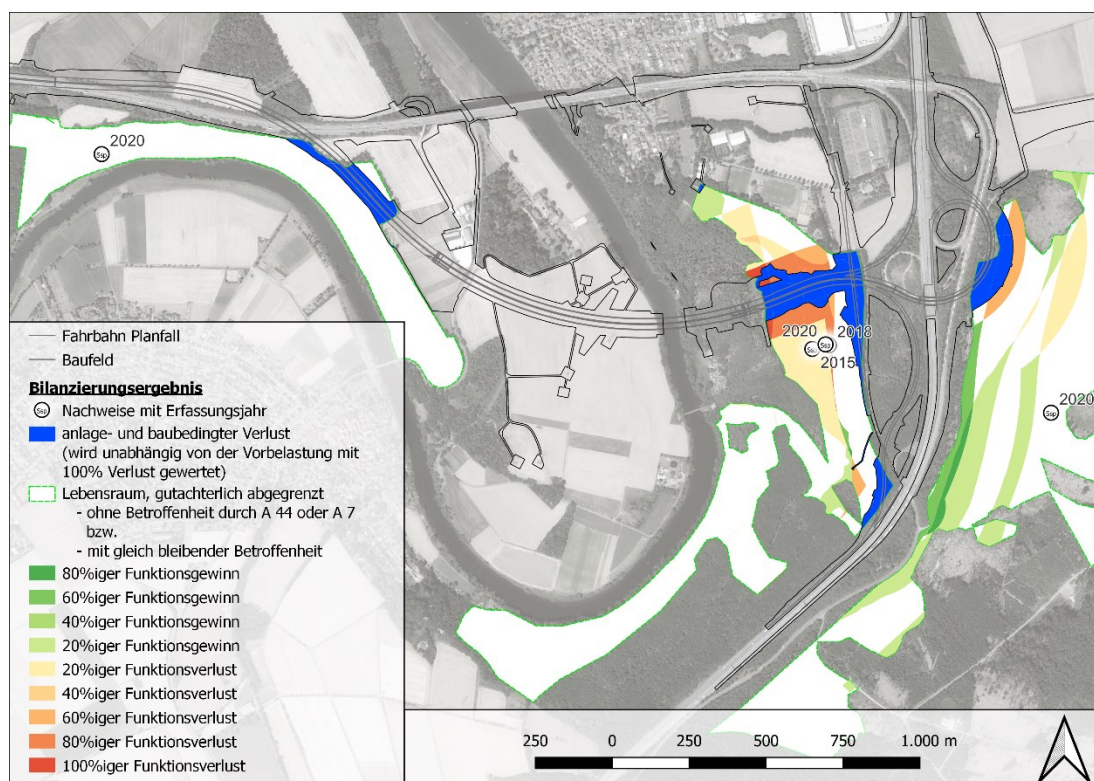 2020
2018
2020
Ssp
2015
2020
Ssp
Fahrbahn Planfall
Baufeld
Bilanzierungsergebnis
Ssp Nachweise mit Erfassungsjahr
anlage- und baubedingter Verlust
(wird unabhängig von der Vorbelastung mit
100% Verlust gewertet)
Lebensraum, gutachterlich abgegrenzt
- ohne Betroffenheit durch A 44 oder A 7
bzw.
- mit gleich bleibender Betroffenheit
80%iger Funktionsgewinn
60%iger Funktionsgewinn
40%iger Funktionsgewinn
20%iger Funktionsgewinn
20%iger Funktionsverlust
40%iger Funktionsverlust
60%iger Funktionsverlust
80%iger Funktionsverlust
100%iger Funktionsverlust
250 0 250 500 750 1.000 m